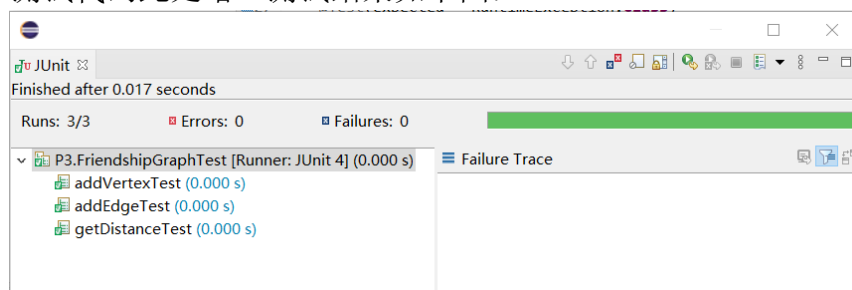 JUnit
Finished after 0.017 seconds
Runs: 3/3 Errors: 0 Failures: 0
P3.FriendshipGraphTest [Runner: JUnit 4] (0.000 s)
addVertexTest (0.000 s)
addEdgeTest (0.000 s)
getDistanceTest (0.000 s)
Failure Trace